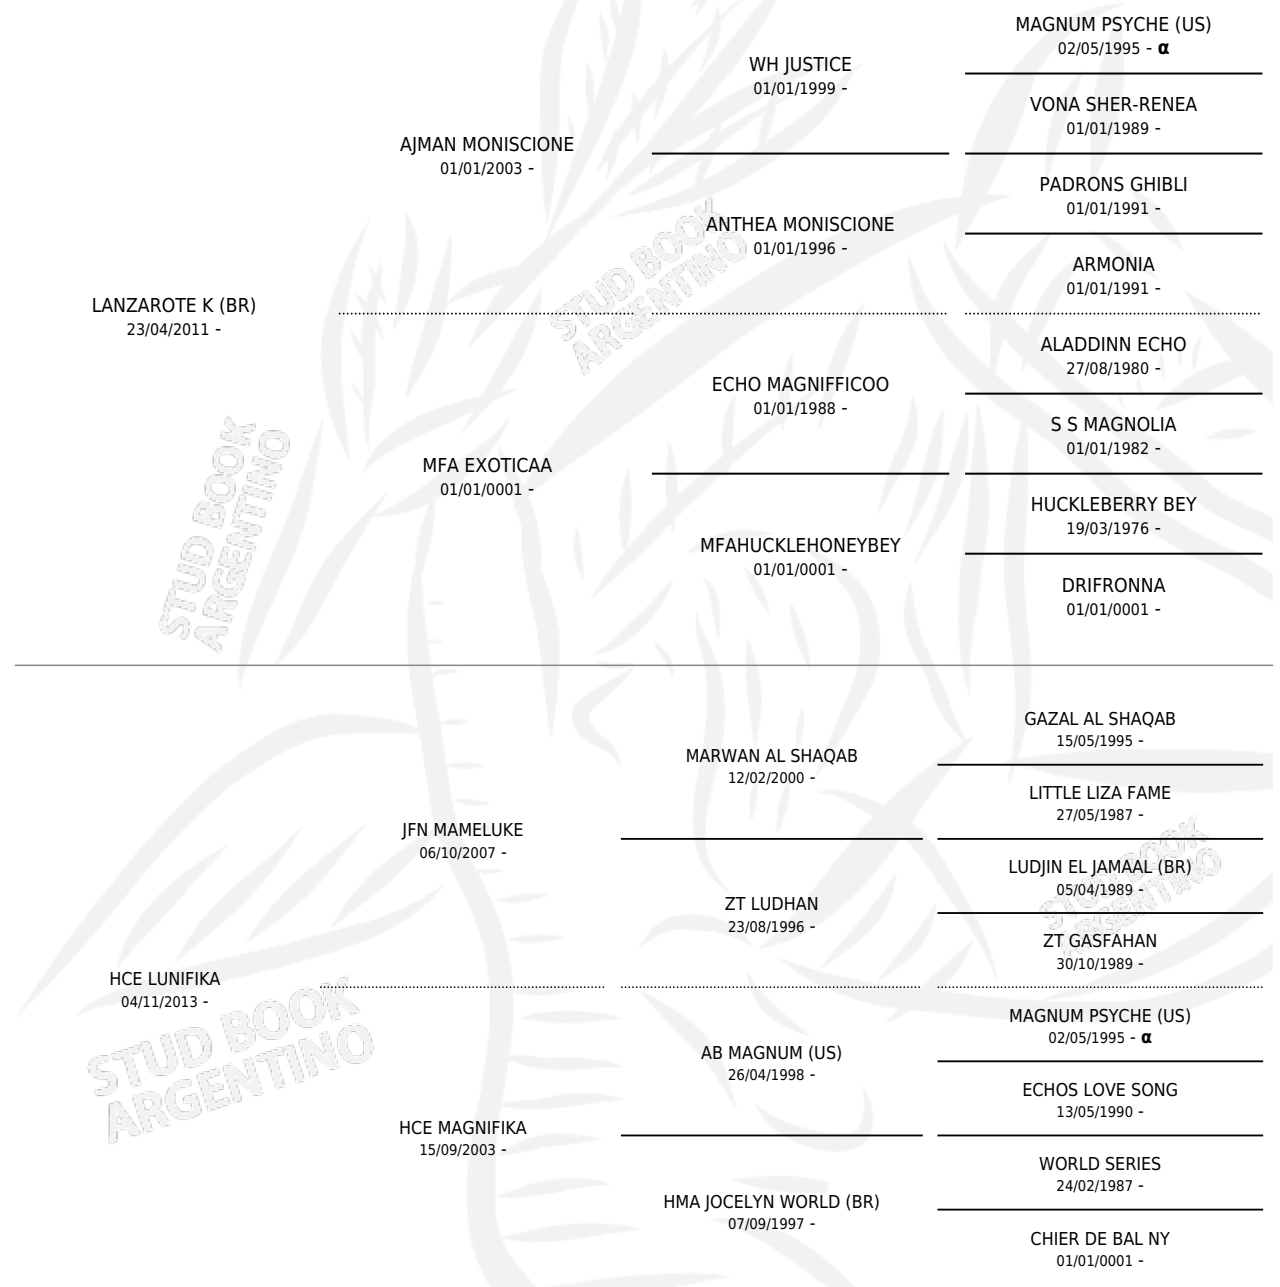 MAGNUM PSYCHE (US)
02/05/1995 - α
WH JUSTICE
01/01/1999 -
VONA SHER-RENEA
01/01/1989 -
AJMAN MONISCIONE
01/01/2003 -
PADRONS GHIBLI
01/01/1991 -
ANTHEA MONISCIONE
01/01/1996 -
ARMONIA
01/01/1991 -
LANZAROTE K (BR)
23/04/2011 -
ALADDINN ECHO
27/08/1980 -
ECHO MAGNIFFICOO
01/01/1988 -
S S MAGNOLIA
01/01/1982 -
MFA EXOTICAA
01/01/0001 -
HUCKLEBERRY BEY
19/03/1976 -
MFAHUCKLEHONEYBEY
01/01/0001 -
DRIFRONNA
01/01/0001 -
GAZAL AL SHAQAB
15/05/1995 -
MARWAN AL SHAQAB
12/02/2000 -
LITTLE LIZA FAME
27/05/1987 -
JFN MAMELUKE
06/10/2007 -
LUDJIN EL JAMAAL (BR)
05/04/1989 -
ZT LUDHAN
23/08/1996 -
ZT GASFAHAN
30/10/1989 -
HCE LUNIFIKA
04/11/2013 -
MAGNUM PSYCHE (US)
02/05/1995 - α
AB MAGNUM (US)
26/04/1998 -
ECHOS LOVE SONG
13/05/1990 -
HCE MAGNIFIKA
15/09/2003 -
WORLD SERIES
24/02/1987 -
HMA JOCELYN WORLD (BR)
07/09/1997 -
CHIER DE BAL NY
01/01/0001 -
STUD BOOK
ARGENTINO
STUD BOOK
ARGENTINO
STUD BOOK
ARGENTINO
STUD BOOK
ARGENTINO